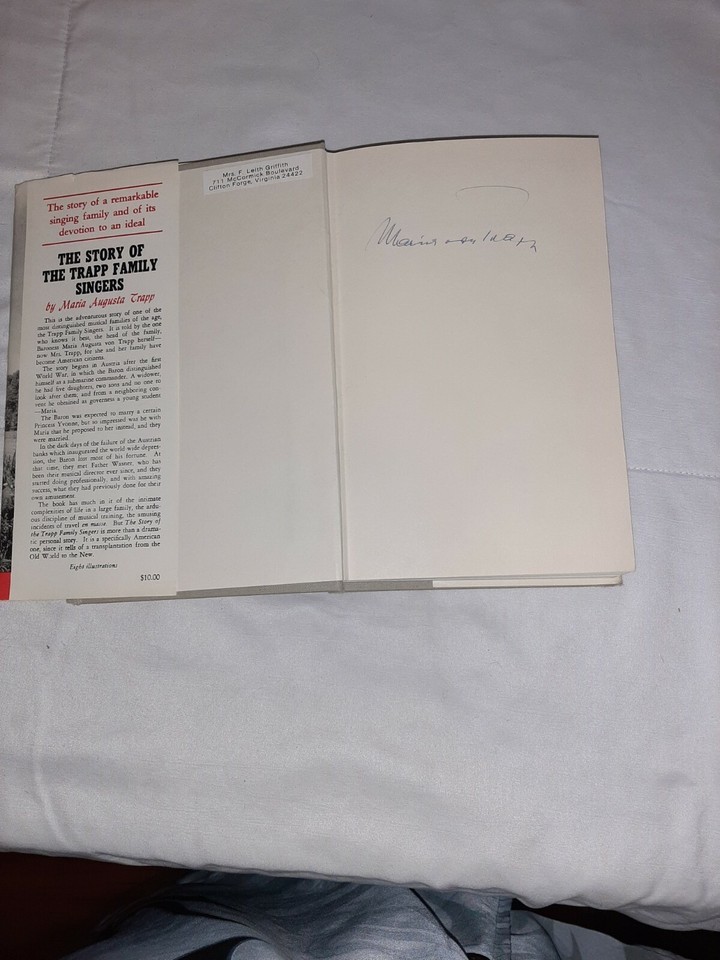 The story of a remarkable
singing family and of its
devotion to an ideal
THE STORY OF
THE TRAPP FAMILY
SINGERS
by Maria Augusta Trapp
This is the adventurous story of one of the
most distinguished musical families of the age,
the Trapp Family Singers. It is told by the one
who knows it best, the head of the family,
Baroness Maria Augusta von Trapp herself—
now Mrs. Trapp, for she and her family have
become American citizens.
The story begins in Austria after the first
World War, in which the Baron distinguished
himself as a submarine commander. A widower,
he had five daughters, two sons and no one to
look after them, and from a neighboring con-
vent he obtained as governess a young student
—Maria.
The Baron was expected to marry a certain
Princess Yvonne, but so impressed was he with
Maria that he proposed to her instead, and they
were married.
In the dark days of the failure of the Austrian
banks which inaugurated the world-wide depres-
sion, the Baron lost most of his fortune. At
that time, they met Father Wasner, who has
been their musical director ever since, and they
started doing professionally, and with amazing
success, what they had previously done for their
own amusement.
The book has much in it of the intimate
complexities of life in a large family, the ardu-
ous discipline of musical training, the amusing
incidents of travel en masse. But The Story of
the Trapp Family Singers is more than a drama-
tic personal story. It is a specifically American
one, since it tells of a transplantation from the
Old World to the New.
Eight illustrations
$10.00
Mrs. F. Leith Griffith
711 McCormick Boulevard
Clifton Forge, Virginia 24422
Maria von Trapp